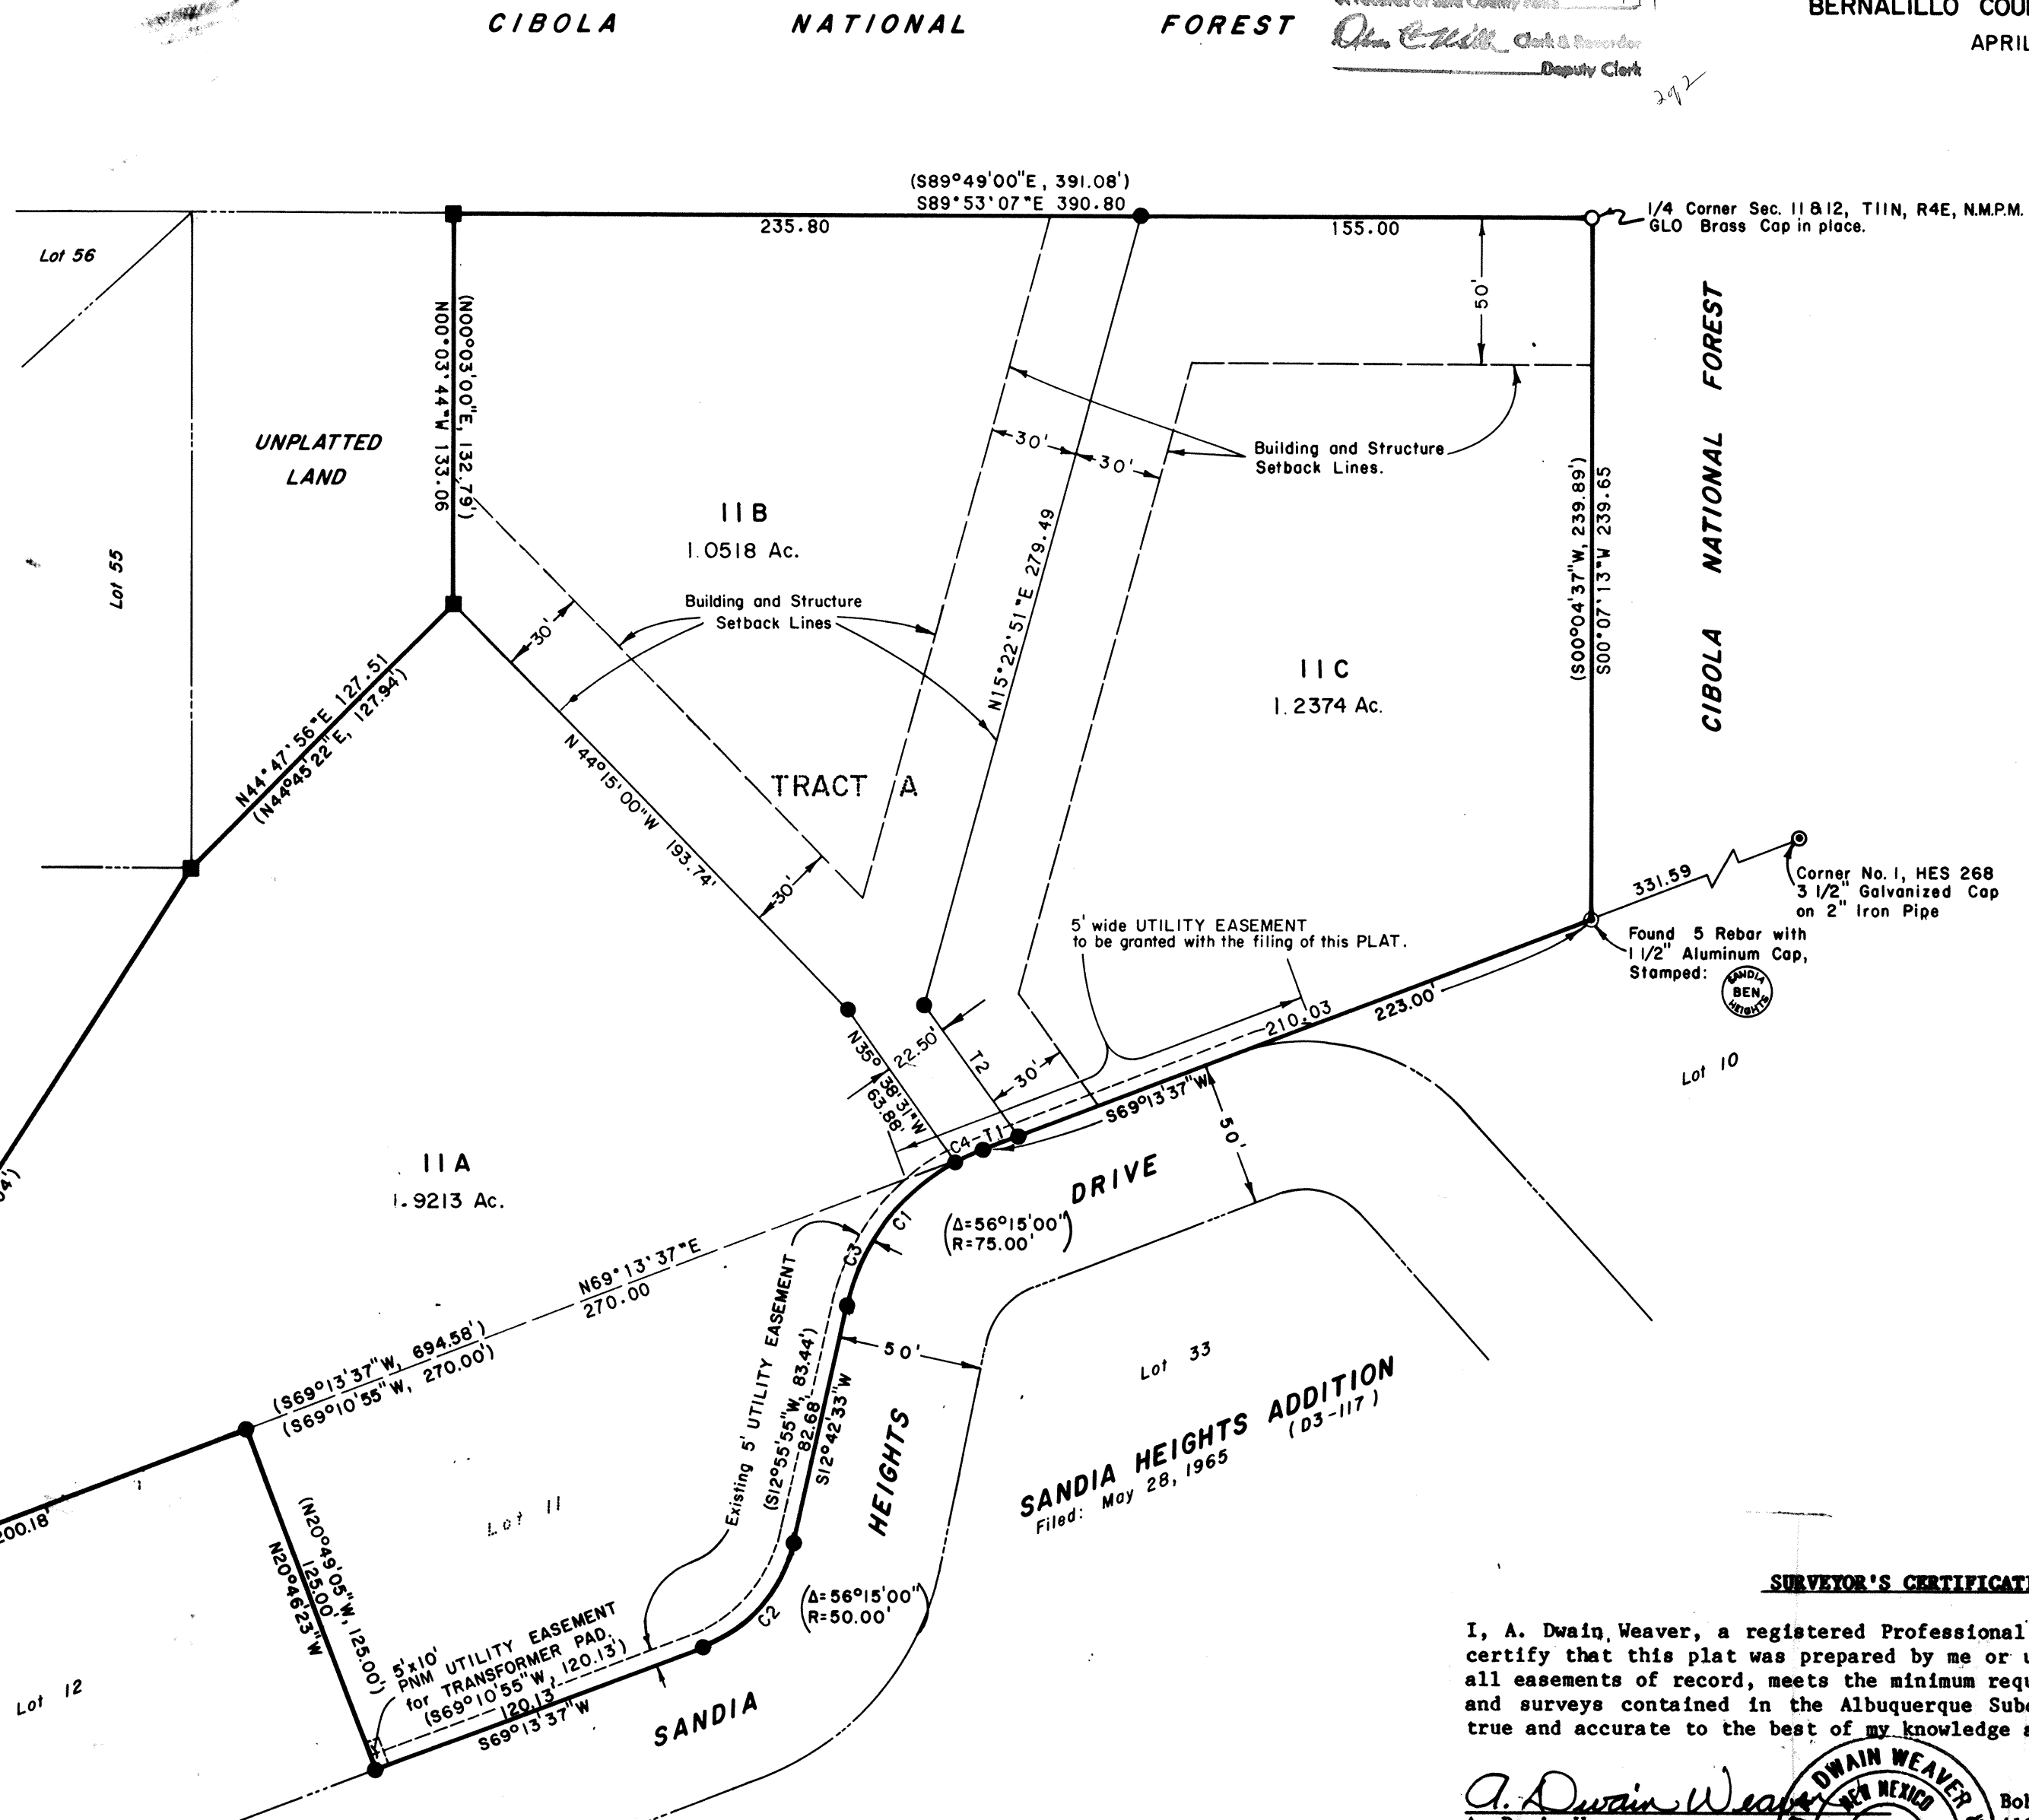 CIBOLA NATIONAL FOREST
Clerk & Recorder
Deputy Clerk
292
BERNALILLO COU
APRIL
(S89°49'00"E, 391.08')
S89°53'07"E 390.80
235.80
155.00
1/4 Corner Sec. 11 & 12, T11N, R4E, N.M.P.M.
GLO Brass Cap in place.
Lot 56
Lot 55
UNPLATTED
LAND
(N00°03'00"E, 132.79')
N00°03'44"W 133.06
50'
30'
30'
Building and Structure
Setback Lines.
CIBOLA NATIONAL FOREST
(S00°04'37"W, 239.89')
S00°07'13"W 239.65
11B
1.0518 Ac.
Building and Structure
Setback Lines
30'
N15°22'51"E 279.49
11C
1.2374 Ac.
N44°47'56"E 127.51
(N44°45'22"E, 127.94')
N44°15'00"W 193.74'
TRACT A
30'
331.59
Corner No. 1, HES 268
3 1/2" Galvanized Cap
on 2" Iron Pipe
5' wide UTILITY EASEMENT
to be granted with the filing of this PLAT.
Found 5 Rebar with
1 1/2" Aluminum Cap,
Stamped:
SANDIA
BEN
HEIGHTS
223.00'
210.03
22.50'
T2
30'
N35°38'31"W
63.88'
C4-T1
S69°13'37"W
50'
Lot 10
DRIVE
11A
1.9213 Ac.
04')
C1
C3
(Δ=56°15'00"
R=75.00')
N69°13'37"E
270.00
Existing 5' UTILITY EASEMENT
(S69°13'37"W, 694.58')
(S69°10'55"W, 270.00')
(S12°55'55"W, 83.44')
82.68'
S12°42'33"W
50'
HEIGHTS
Lot 33
SANDIA HEIGHTS ADDITION
Filed: May 28, 1965
(D3-117)
Lot 11
200.18'
(N20°49'05"W, 125.00')
125.00'
N20°46'23"W
(Δ=56°15'00"
R=50.00')
C2
5'x10'
PNM UTILITY EASEMENT
for TRANSFORMER PAD.
(S69°10'55"W, 120.13')
120.13'
S69°13'37"W
SANDIA
Lot 12
SURVEYOR'S CERTIFICATI
I, A. Dwain Weaver, a registered Professional
certify that this plat was prepared by me or u
all easements of record, meets the minimum requ
and surveys contained in the Albuquerque Subd
true and accurate to the best of my knowledge a
A. Dwain Weaver
DWAIN WEAVER
NEW MEXICO
Boh